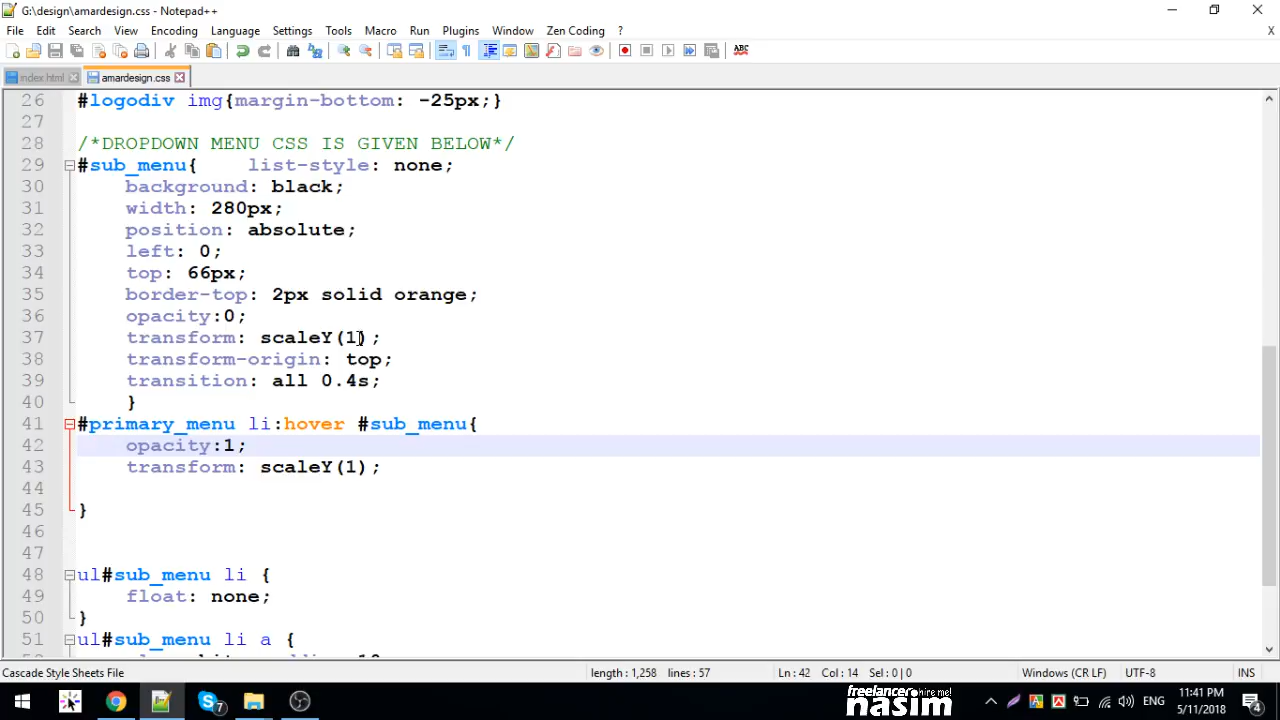 G:\design\amardesign.css - Notepad++
File Edit Search View Encoding Language Settings Tools Macro Run Plugins Window Zen Coding ?
X
ABC
index.html amardesign.css
26 #logodiv img{margin-bottom: -25px;}
27
28 /*DROPDOWN MENU CSS IS GIVEN BELOW*/
29 #sub_menu{ list-style: none;
30 background: black;
31 width: 280px;
32 position: absolute;
33 left: 0;
34 top: 66px;
35 border-top: 2px solid orange;
36 opacity:0;
37 transform: scaleY(1);
38 transform-origin: top;
39 transition: all 0.4s;
40 }
41 #primary_menu li:hover #sub_menu{
42 opacity:1;
43 transform: scaleY(1);
44
45 }
46
47
48 ul#sub_menu li {
49 float: none;
50 }
51 ul#sub_menu li a {
Cascade Style Sheets File length : 1,258 lines : 57 Ln : 42 Col : 14 Sel : 0 | 0 Windows (CR LF) UTF-8 INS
7
freelancer hire me!
nasim
ENG
11:41 PM
5/11/2018
4